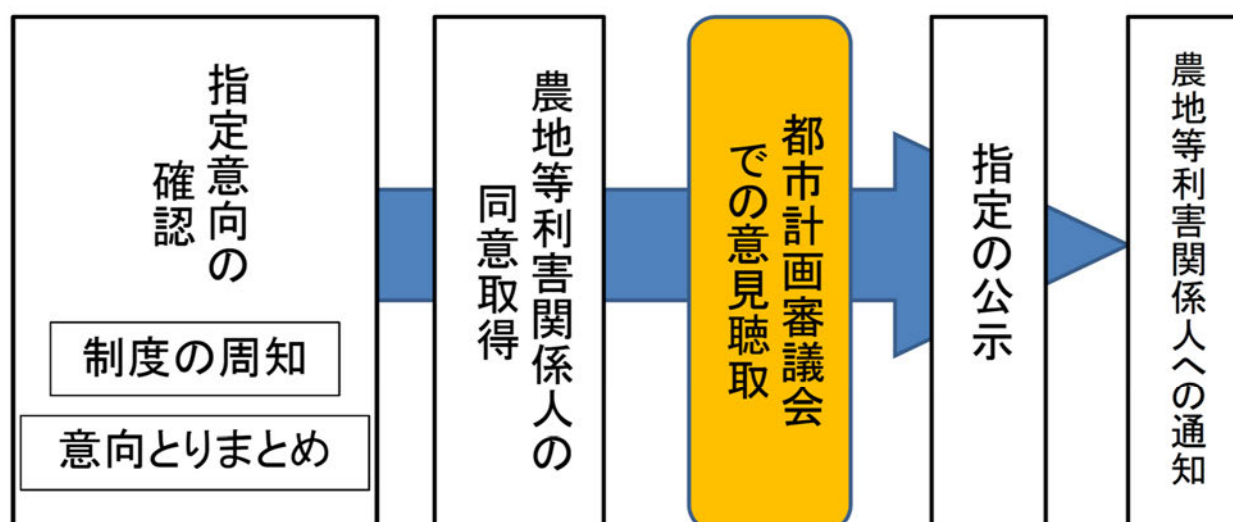 指定意向の
確認
制度の周知
意向とりまとめ
農地等利害関係人の
同意取得
都市計画審議会
での意見聴取
指定の公示
農地等利害関係人への通知